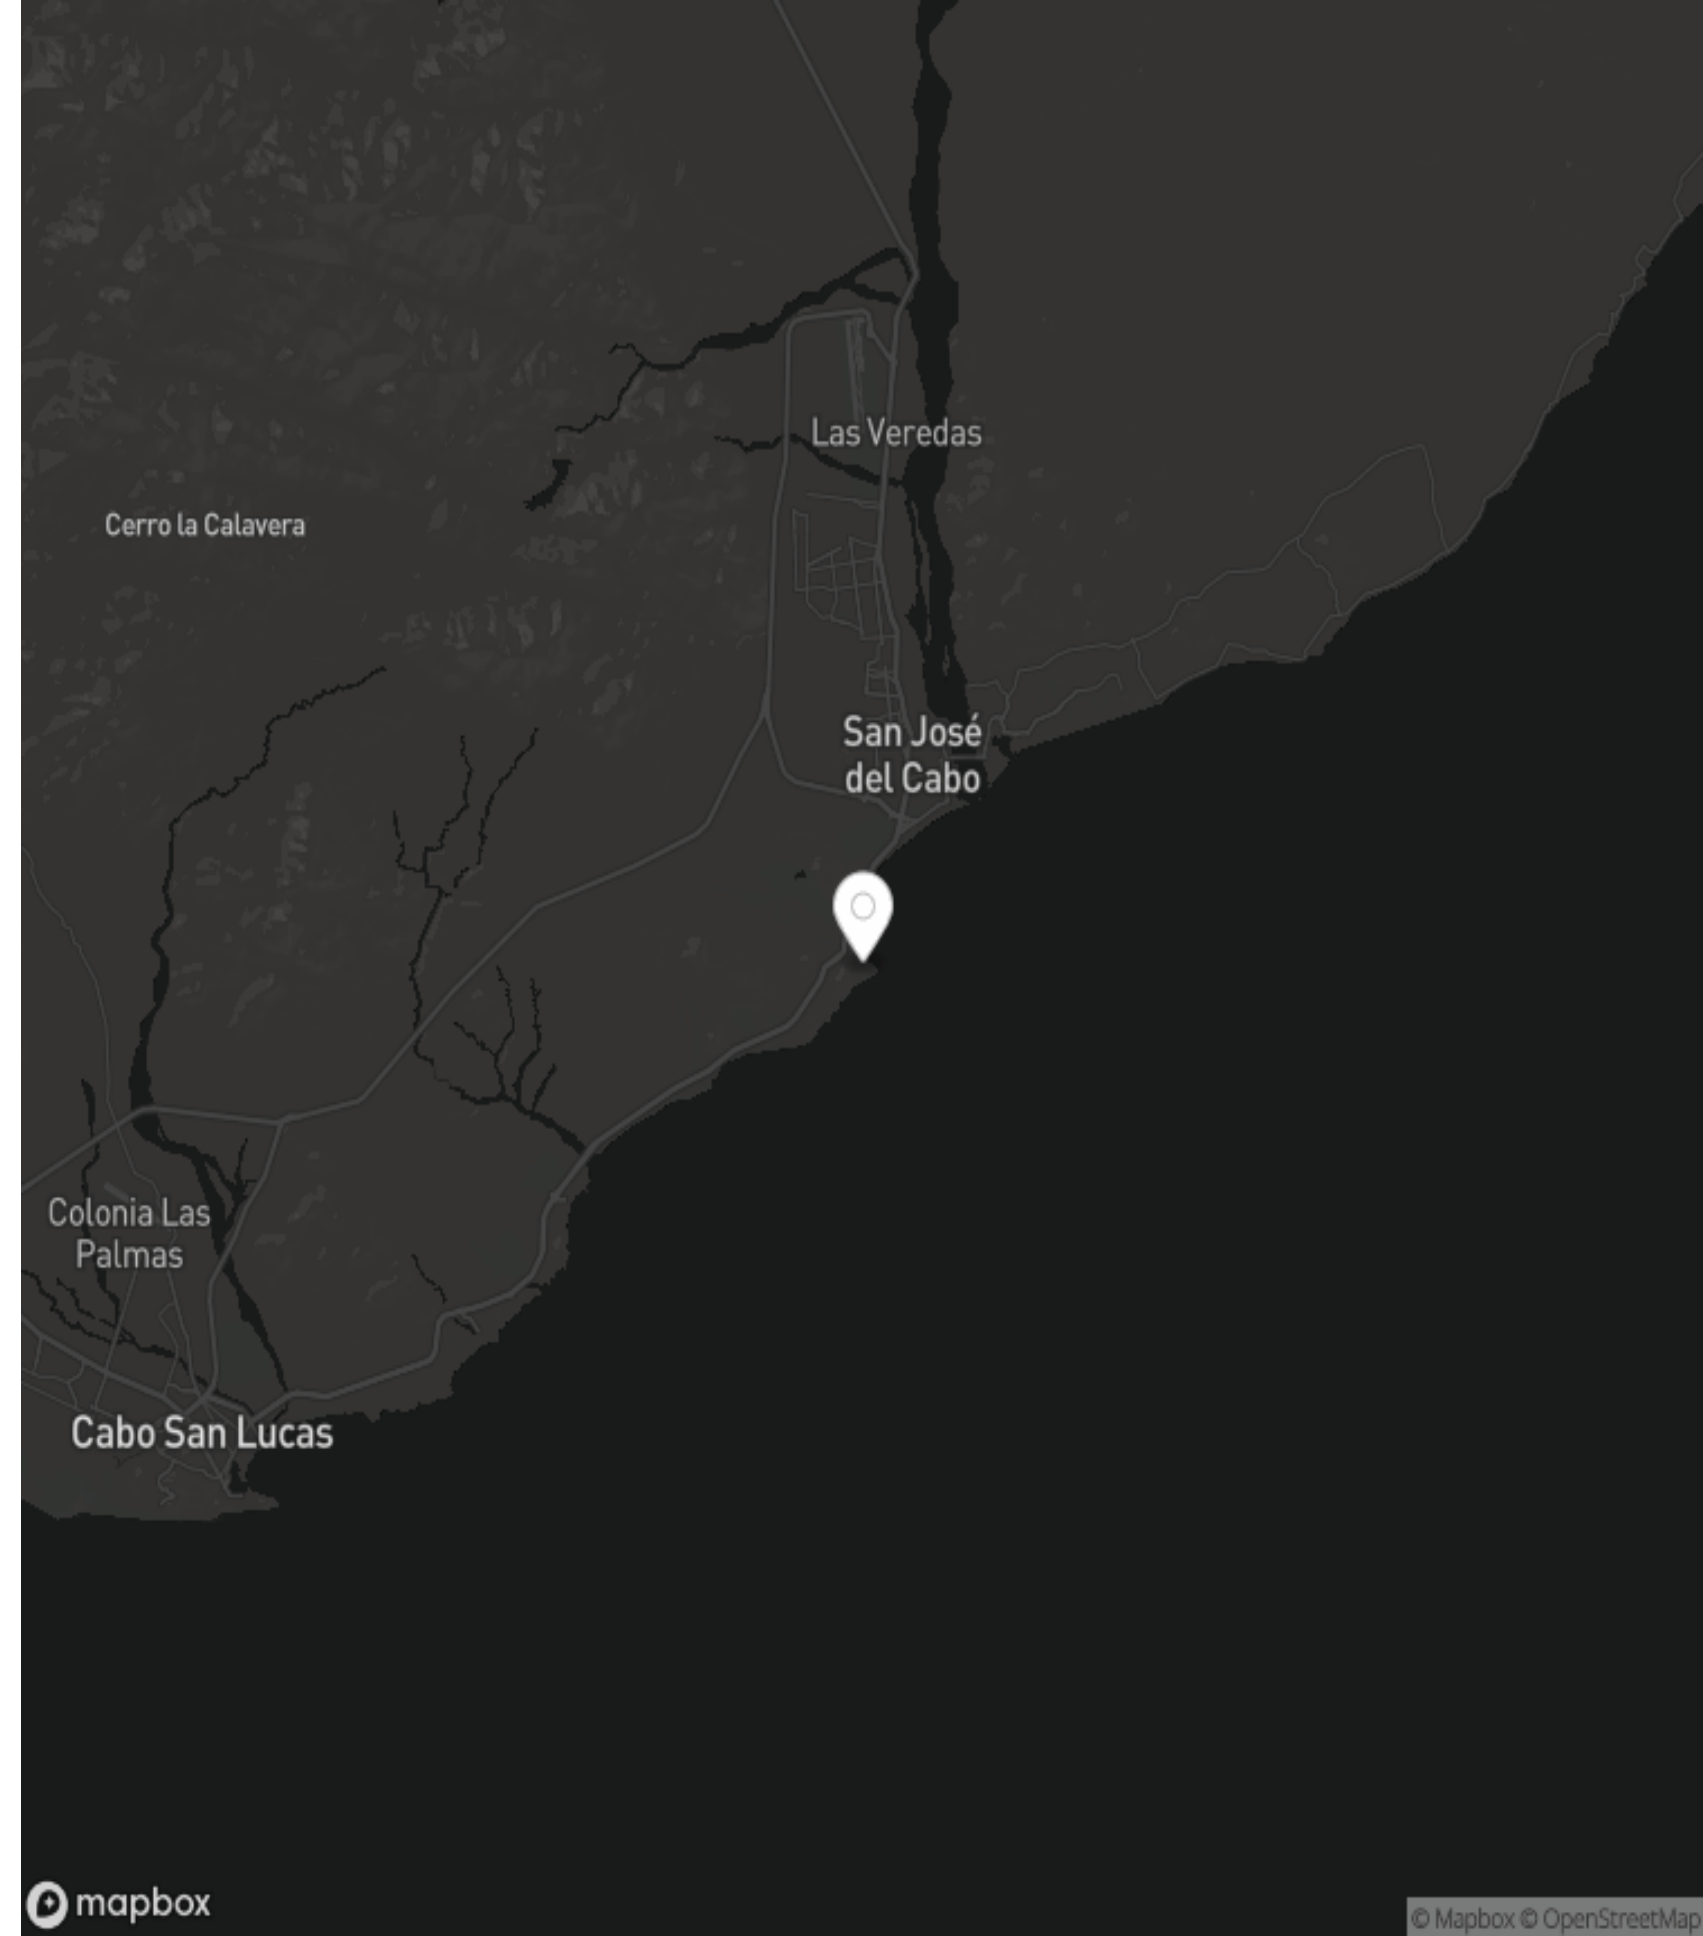 Las Veredas
Cerro la Calavera
San José
del Cabo
Colonia Las
Palmas
Cabo San Lucas
mapbox
© Mapbox © OpenStreetMap